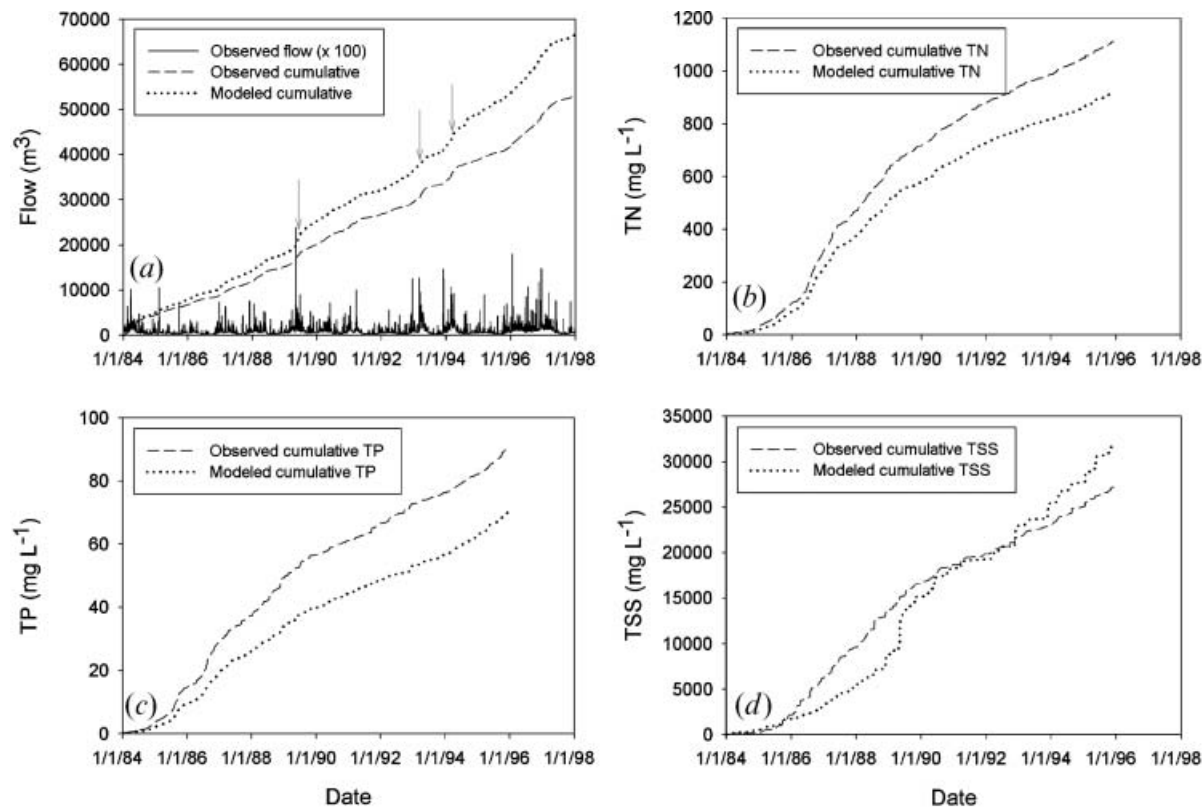 70000
60000
50000
40000
30000
20000
10000
0
Flow (m³)
Observed flow (x 100)
Observed cumulative
Modeled cumulative
(a)
1/1/84 1/1/86 1/1/88 1/1/90 1/1/92 1/1/94 1/1/96 1/1/98
1200
1000
800
600
400
200
0
TN (mg L⁻¹)
Observed cumulative TN
Modeled cumulative TN
(b)
1/1/84 1/1/86 1/1/88 1/1/90 1/1/92 1/1/94 1/1/96 1/1/98
100
80
60
40
20
0
TP (mg L⁻¹)
Observed cumulative TP
Modeled cumulative TP
(c)
1/1/84 1/1/86 1/1/88 1/1/90 1/1/92 1/1/94 1/1/96 1/1/98
Date
35000
30000
25000
20000
15000
10000
5000
0
TSS (mg L⁻¹)
Observed cumulative TSS
Modeled cumulative TSS
(d)
1/1/84 1/1/86 1/1/88 1/1/90 1/1/92 1/1/94 1/1/96 1/1/98
Date